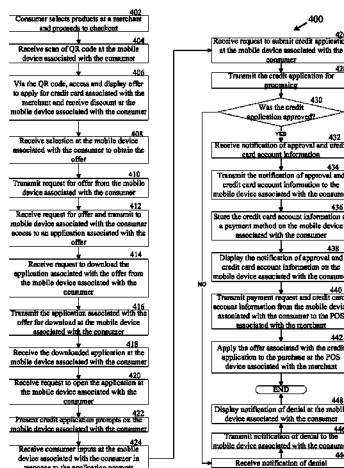 400
402
Consumer selects products at a merchant
and proceeds to checkout
404
Receive scan of QR code at the mobile
device associated with the consumer
406
Via the QR code, access and display offer
to apply for credit card associated with the
merchant and receive discount at the
mobile device associated with the consumer
408
Receive selection at the mobile device
associated with the consumer to obtain the
offer
410
Transmit request for offer from the mobile
device associated with the consumer
412
Receive request for offer and transmit to
mobile device associated with the consumer
access to an application associated with the
offer
414
Receive request to download the
application associated with the offer from
the mobile device associated with the
consumer
416
Transmit the application associated with the
offer for download at the mobile device
associated with the consumer
418
Receive the downloaded application at the
mobile device associated with the consumer
420
Receive request to open the application at
the mobile device associated with the
consumer
422
Present credit application prompts on the
mobile device associated with the consumer
424
Receive consumer inputs at the mobile
device associated with the consumer in
response to the application prompts
Receive request to submit credit
at the mobile device associated with the
consumer
Transmit the credit application for
processing
430
Was the credit
application approved?
YES
NO
432
Receive notification of approval and
card account information
434
Transmit the notification of approval and
credit card account information to the
mobile device associated with the
436
Store the credit card account information
a payment method on the mobile device
associated with the consumer
438
Display the notification of approval and
credit card account information on the
mobile device associated with the
440
Transmit payment request and credit
account information from the mobile
associated with the consumer to the POS
associated with the merchant
442
Apply the offer associated with the credit
application to the purchase at the POS
device associated with the merchant
END
448
Display notification of denial at the
device associated with the consumer
Transmit notification of denial to the
mobile device associated with the
Receive notification of denial